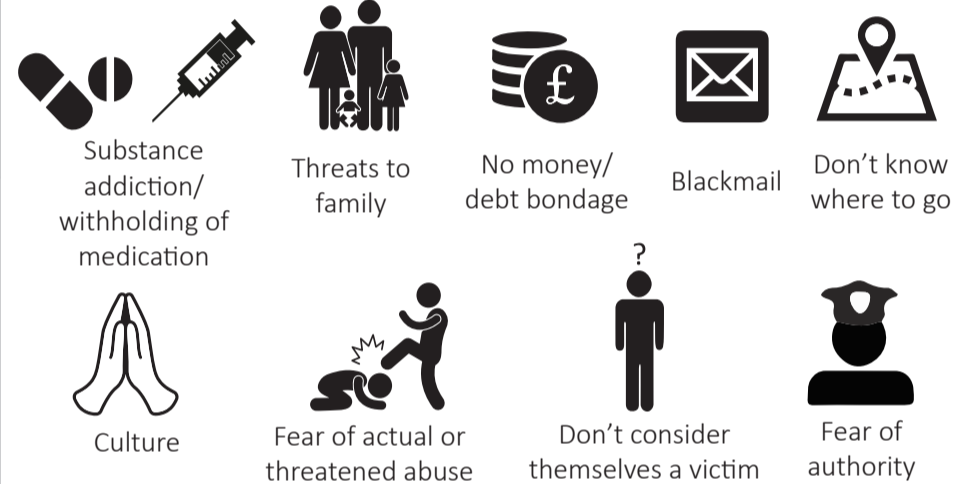 £
Substance
addiction/
withholding of
medication
Threats to
family
No money/
debt bondage
Blackmail
Don’t know
where to go
?
Culture
Fear of actual or
threatened abuse
Don’t consider
themselves a victim
Fear of
authority